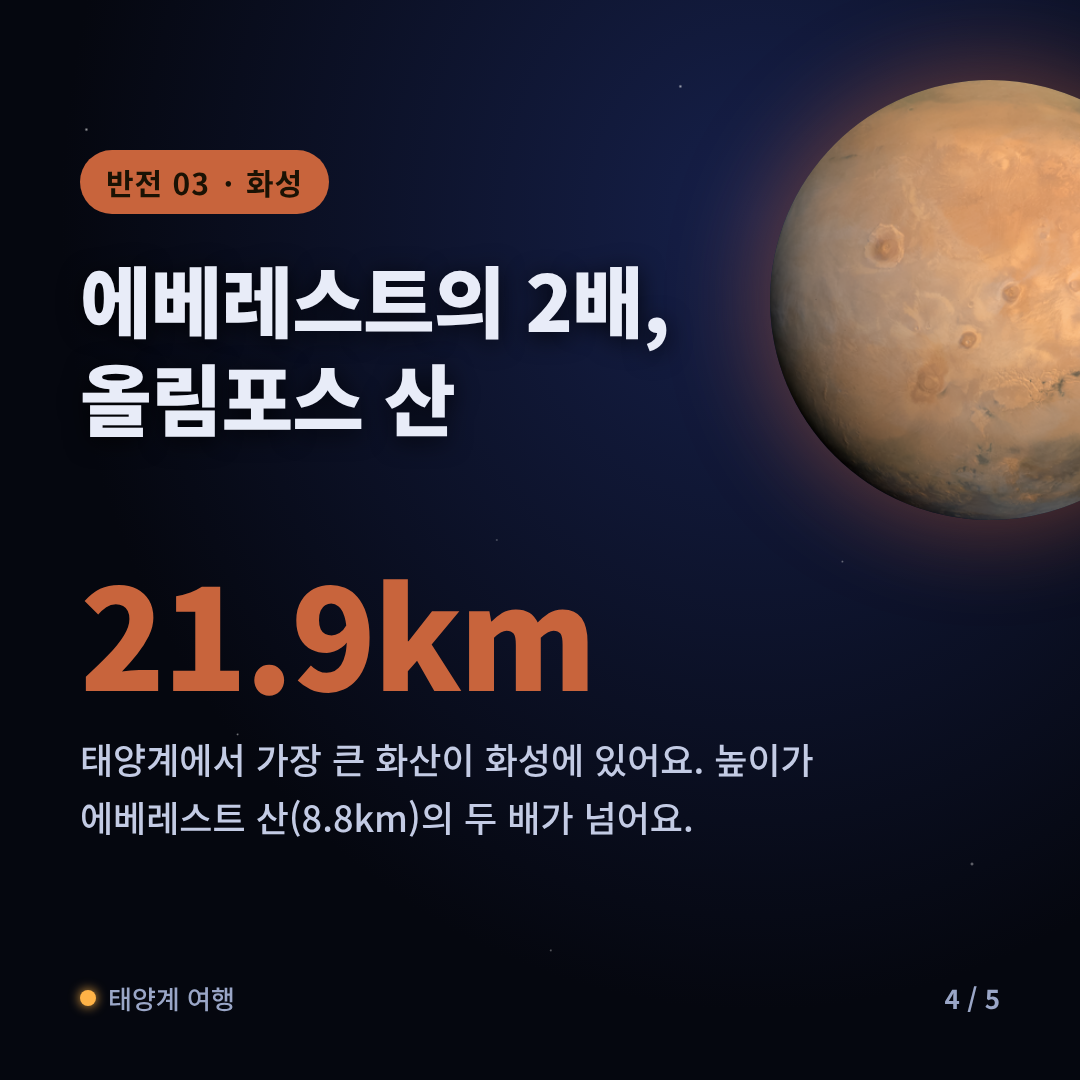 반전 03 · 화성
에베레스트의 2배,
올림포스 산
21.9km
태양계에서 가장 큰 화산이 화성에 있어요. 높이가
에베레스트 산(8.8km)의 두 배가 넘어요.
태양계 여행
4 / 5